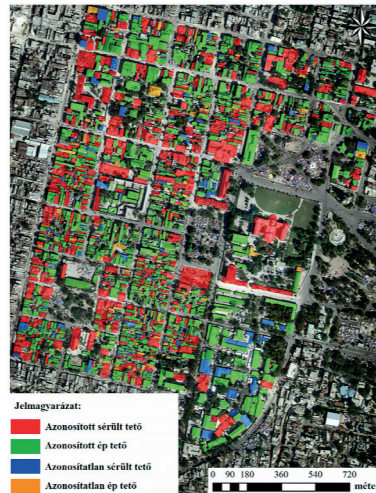 Jelmagyarázat:
Azonosított sérült tető
Azonosított ép tető
Azonosítatlan sérült tető
Azonosítatlan ép tető
0 90 180 360 540 720
méte